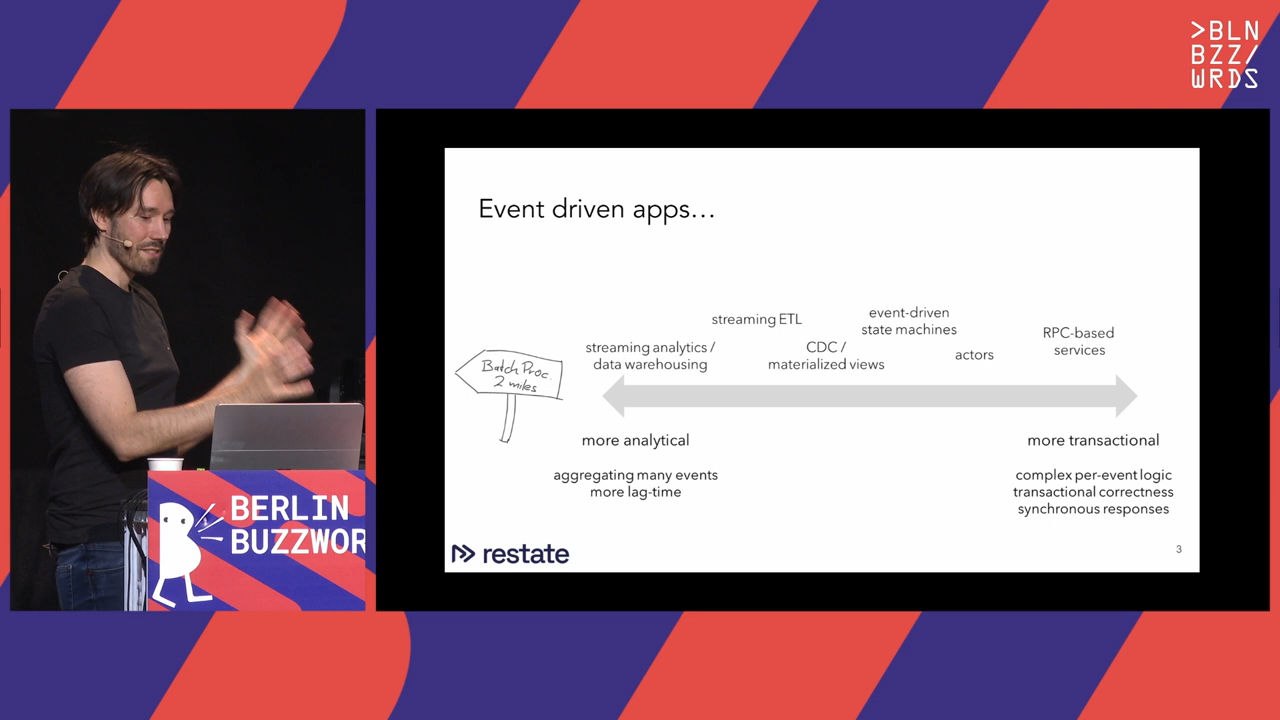 >BLN
BZZ/
WRDS
Event driven apps...
streaming ETL
event-driven
state machines
RPC-based
services
streaming analytics /
data warehousing
CDC /
materialized views
actors
Batch Proc.
2 miles
more analytical
more transactional
aggregating many events
more lag-time
complex per-event logic
transactional correctness
synchronous responses
restate
3
BERLIN
BUZZWOR